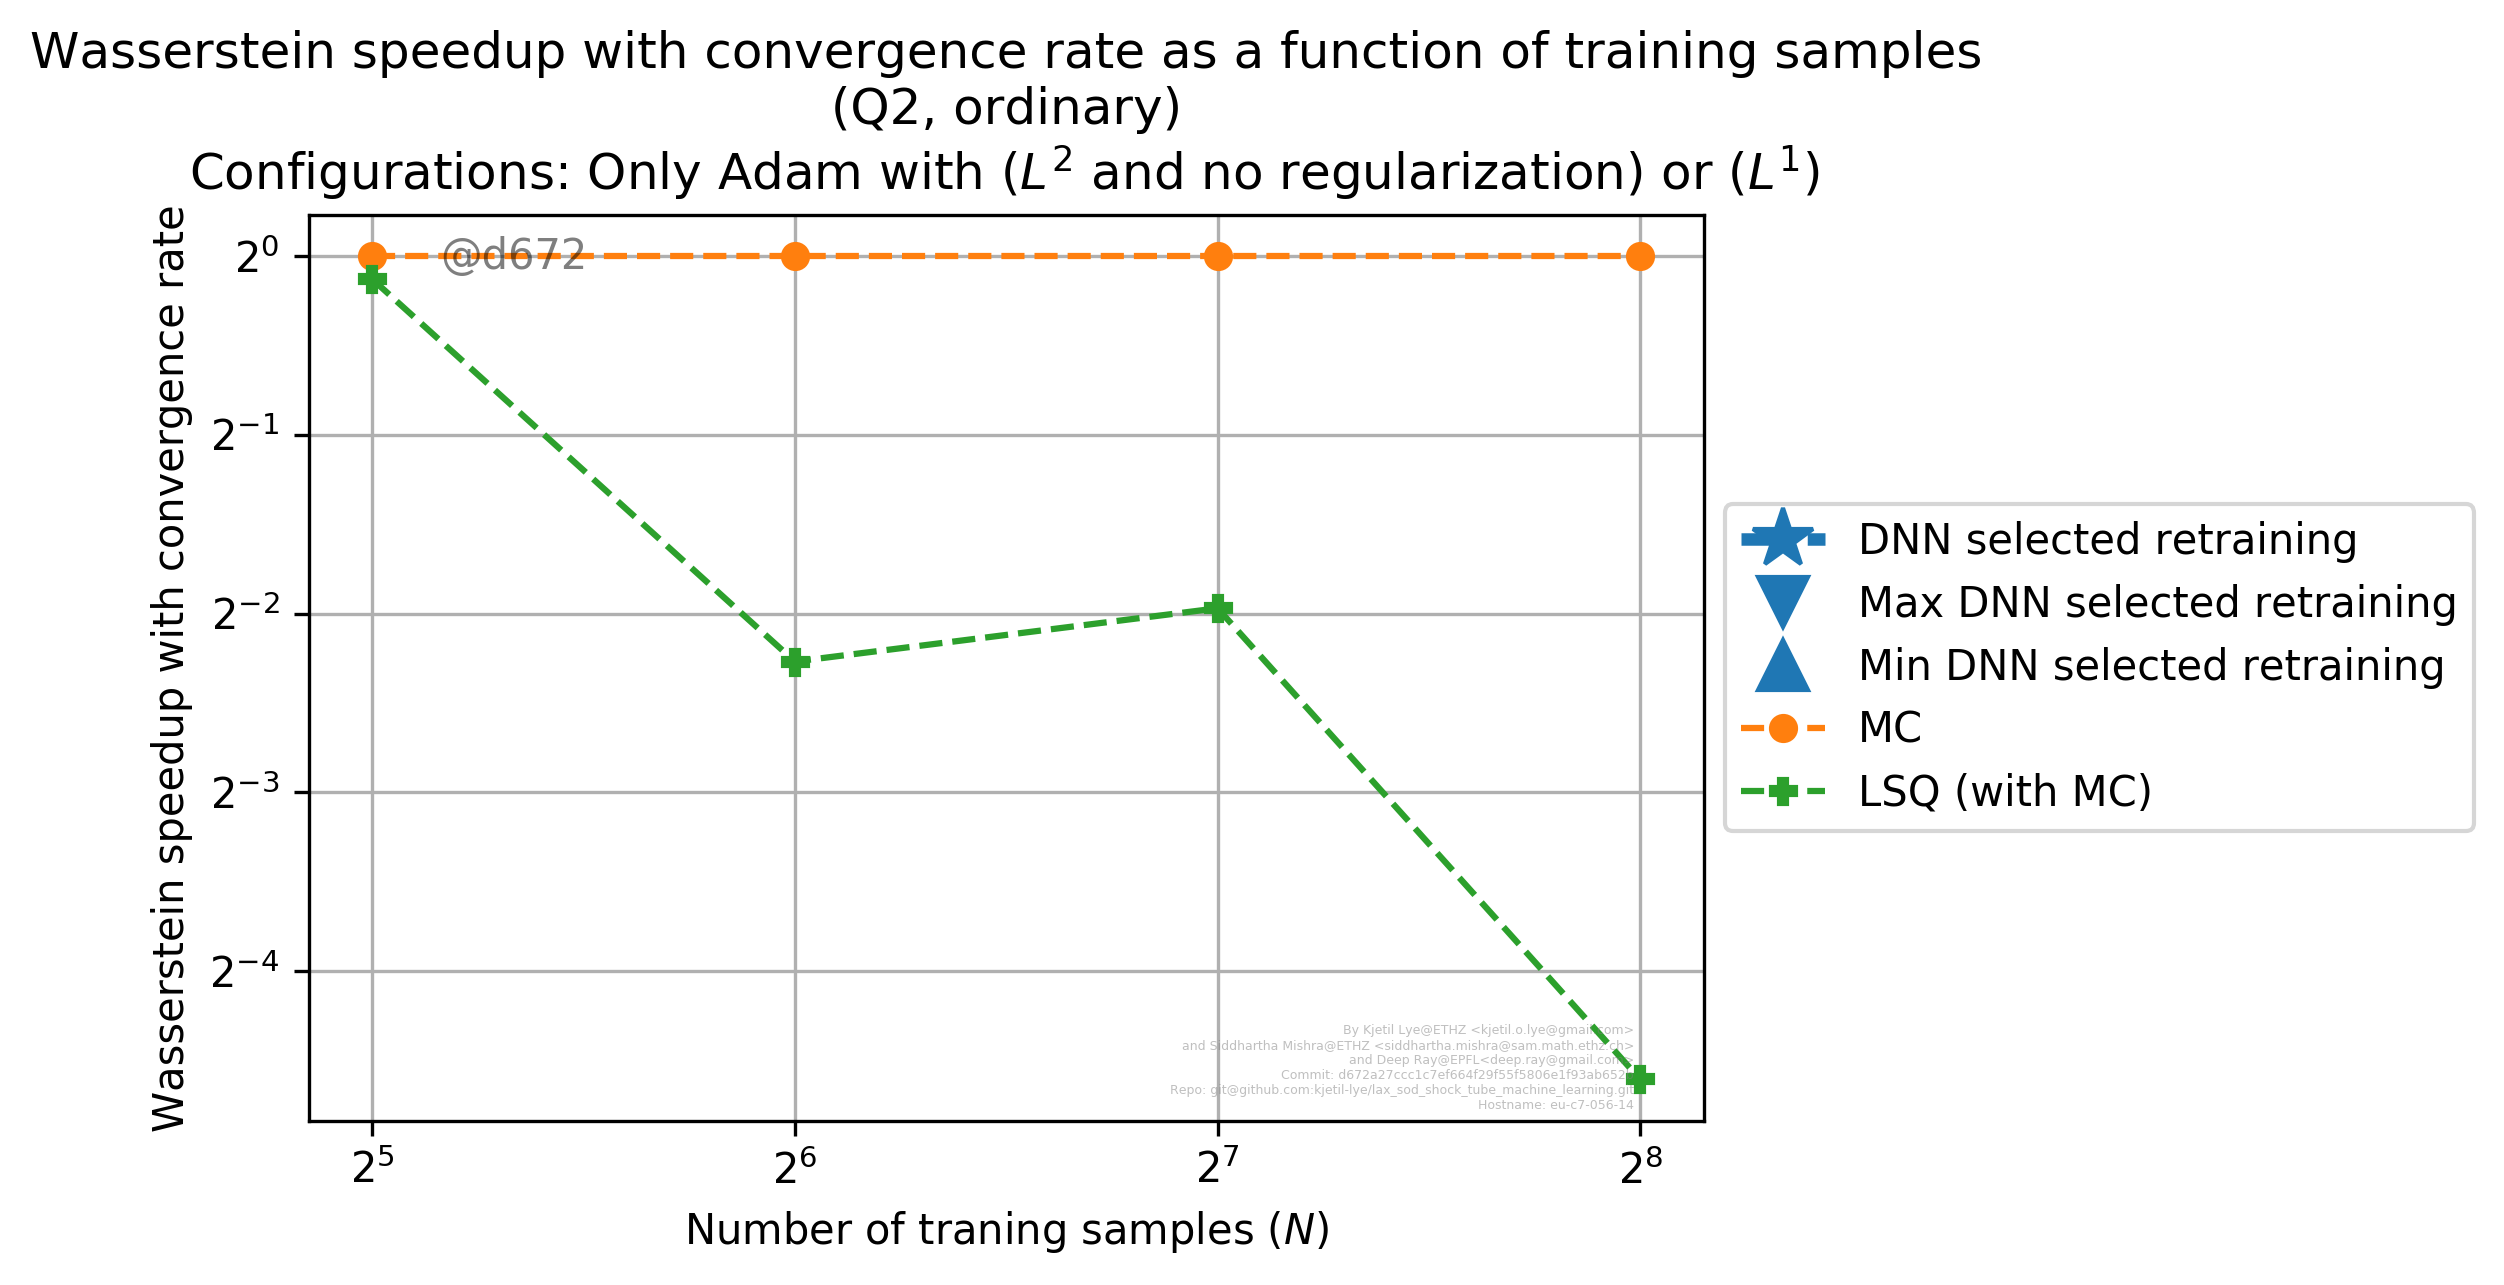 Wasserstein speedup with convergence rate as a function of training samples
(Q2, ordinary)
Configurations: Only Adam with (L² and no regularization) or (L¹)
Wasserstein speedup with convergence rate
2⁰
2⁻¹
2⁻²
2⁻³
2⁻⁴
@d672
DNN selected retraining
Max DNN selected retraining
Min DNN selected retraining
MC
LSQ (with MC)
By Kjetil Lye@ETHZ <kjetil.o.lye@gmail.com>
and Siddhartha Mishra@ETHZ <siddhartha.mishra@sam.math.ethz.ch>
and Deep Ray@EPFL<deep.ray@gmail.com>
Commit:
Repo: git@github.com:kjetil-lye/lax_sod_shock_tube_machine_learning.git
Hostname: eu-c7-056-14
2⁵ 2⁶ 2⁷ 2⁸
Number of traning samples (N)